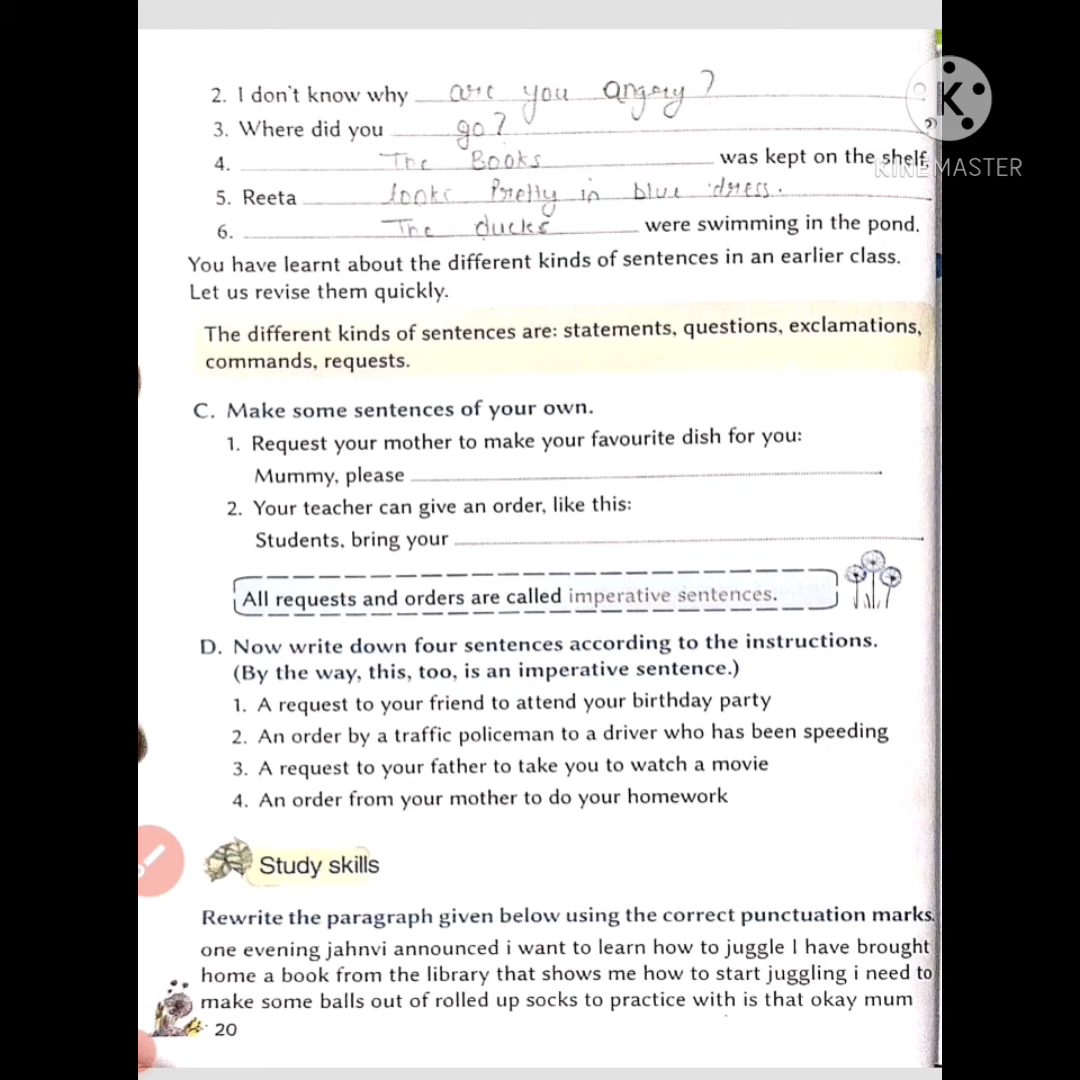 2. I don't know why are you angery?
3. Where did you go?
4. The Books was kept on the shelf.
5. Reeta looks Pretty in blue dress.
6. The ducks were swimming in the pond.
KINEMASTER
You have learnt about the different kinds of sentences in an earlier class.
Let us revise them quickly.
The different kinds of sentences are: statements, questions, exclamations,
commands, requests.
C. Make some sentences of your own.
1. Request your mother to make your favourite dish for you:
Mummy, please
2. Your teacher can give an order, like this:
Students, bring your
All requests and orders are called imperative sentences.
D. Now write down four sentences according to the instructions.
(By the way, this, too, is an imperative sentence.)
1. A request to your friend to attend your birthday party
2. An order by a traffic policeman to a driver who has been speeding
3. A request to your father to take you to watch a movie
4. An order from your mother to do your homework
Study skills
Rewrite the paragraph given below using the correct punctuation marks.
one evening jahnvi announced i want to learn how to juggle I have brought
home a book from the library that shows me how to start juggling i need to
make some balls out of rolled up socks to practice with is that okay mum
20